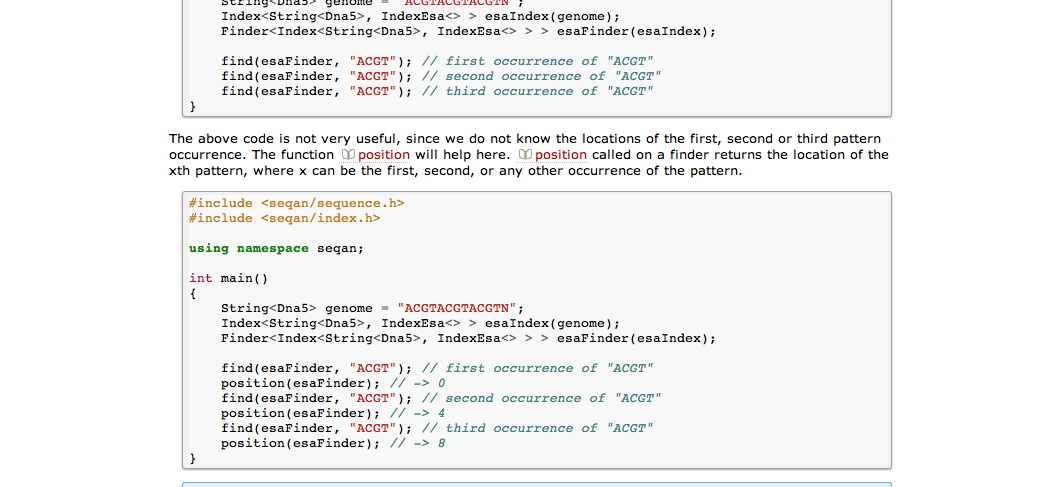 String<Dna5> genome = "ACGTACGTACGTN";
Index<String<Dna5>, IndexEsa<> > esaIndex(genome);
Finder<Index<String<Dna5>, IndexEsa<> > > esaFinder(esaIndex);
find(esaFinder, "ACGT"); // first occurrence of "ACGT"
find(esaFinder, "ACGT"); // second occurrence of "ACGT"
find(esaFinder, "ACGT"); // third occurrence of "ACGT"
}
The above code is not very useful, since we do not know the locations of the first, second or third pattern
occurrence. The function position will help here. position called on a finder returns the location of the
xth pattern, where x can be the first, second, or any other occurrence of the pattern.
#include <seqan/sequence.h>
#include <seqan/index.h>
using namespace seqan;
int main()
{
String<Dna5> genome = "ACGTACGTACGTN";
Index<String<Dna5>, IndexEsa<> > esaIndex(genome);
Finder<Index<String<Dna5>, IndexEsa<> > > esaFinder(esaIndex);
find(esaFinder, "ACGT"); // first occurrence of "ACGT"
position(esaFinder); // -> 0
find(esaFinder, "ACGT"); // second occurrence of "ACGT"
position(esaFinder); // -> 4
find(esaFinder, "ACGT"); // third occurrence of "ACGT"
position(esaFinder); // -> 8
}